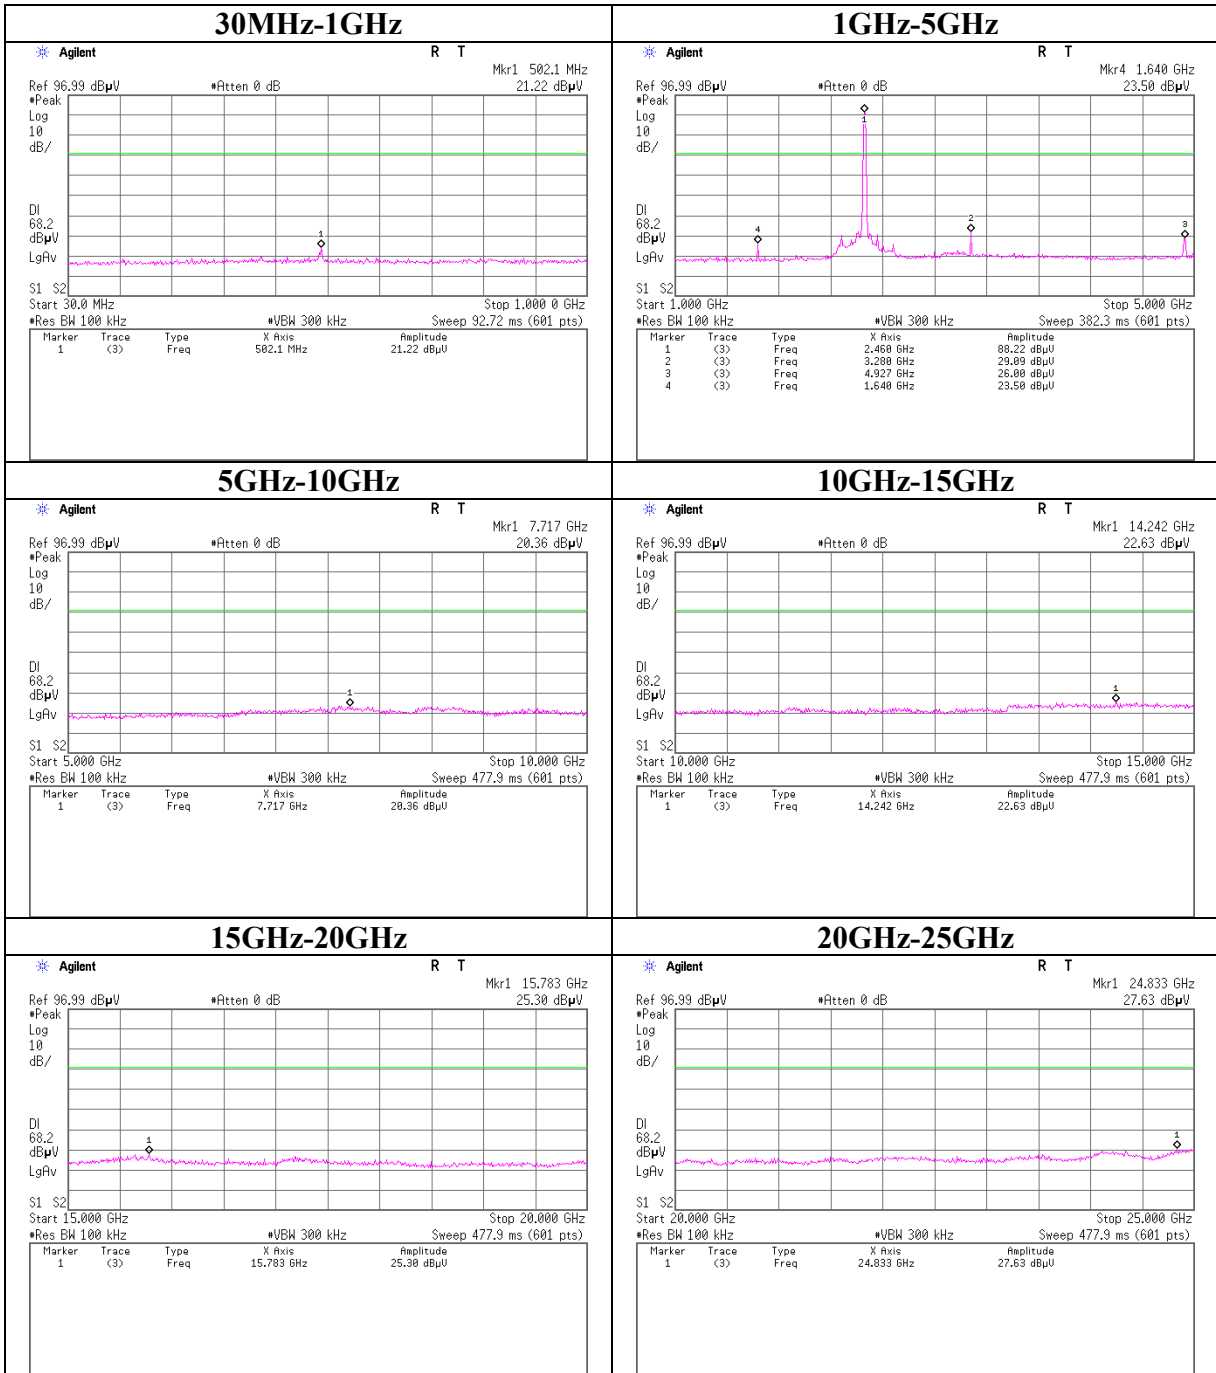 30MHz-1GHz
Agilent R T
Mkr1 502.1 MHz
Ref 96.99 dBµV #Atten 0 dB 21.22 dBµV
#Peak
Log
10
dB/
DI
68.2
dBµV
LgAv
1
S1 S2
Start 30.0 MHz Stop 1.000 0 GHz
#Res BW 100 kHz #VBW 300 kHz Sweep 92.72 ms (601 pts)
Marker Trace Type X Axis Amplitude
1 (3) Freq 502.1 MHz 21.22 dBµV
1GHz-5GHz
Agilent R T
Mkr4 1.640 GHz
Ref 96.99 dBµV #Atten 0 dB 23.50 dBµV
#Peak
Log
10
dB/
1
DI
68.2
dBµV
LgAv
4
2
3
S1 S2
Start 1.000 GHz Stop 5.000 GHz
#Res BW 100 kHz #VBW 300 kHz Sweep 382.3 ms (601 pts)
Marker Trace Type X Axis Amplitude
1 (3) Freq 2.460 GHz 88.22 dBµV
2 (3) Freq 3.280 GHz 29.09 dBµV
3 (3) Freq 4.927 GHz 26.00 dBµV
4 (3) Freq 1.640 GHz 23.50 dBµV
5GHz-10GHz
Agilent R T
Mkr1 7.717 GHz
Ref 96.99 dBµV #Atten 0 dB 20.36 dBµV
#Peak
Log
10
dB/
DI
68.2
dBµV
LgAv
1
S1 S2
Start 5.000 GHz Stop 10.000 GHz
#Res BW 100 kHz #VBW 300 kHz Sweep 477.9 ms (601 pts)
Marker Trace Type X Axis Amplitude
1 (3) Freq 7.717 GHz 20.36 dBµV
10GHz-15GHz
Agilent R T
Mkr1 14.242 GHz
Ref 96.99 dBµV #Atten 0 dB 22.63 dBµV
#Peak
Log
10
dB/
DI
68.2
dBµV
LgAv
1
S1 S2
Start 10.000 GHz Stop 15.000 GHz
#Res BW 100 kHz #VBW 300 kHz Sweep 477.9 ms (601 pts)
Marker Trace Type X Axis Amplitude
1 (3) Freq 14.242 GHz 22.63 dBµV
15GHz-20GHz
Agilent R T
Mkr1 15.783 GHz
Ref 96.99 dBµV #Atten 0 dB 25.30 dBµV
#Peak
Log
10
dB/
DI
68.2
dBµV
LgAv
1
S1 S2
Start 15.000 GHz Stop 20.000 GHz
#Res BW 100 kHz #VBW 300 kHz Sweep 477.9 ms (601 pts)
Marker Trace Type X Axis Amplitude
1 (3) Freq 15.783 GHz 25.30 dBµV
20GHz-25GHz
Agilent R T
Mkr1 24.833 GHz
Ref 96.99 dBµV #Atten 0 dB 27.63 dBµV
#Peak
Log
10
dB/
DI
68.2
dBµV
LgAv
1
S1 S2
Start 20.000 GHz Stop 25.000 GHz
#Res BW 100 kHz #VBW 300 kHz Sweep 477.9 ms (601 pts)
Marker Trace Type X Axis Amplitude
1 (3) Freq 24.833 GHz 27.63 dBµV